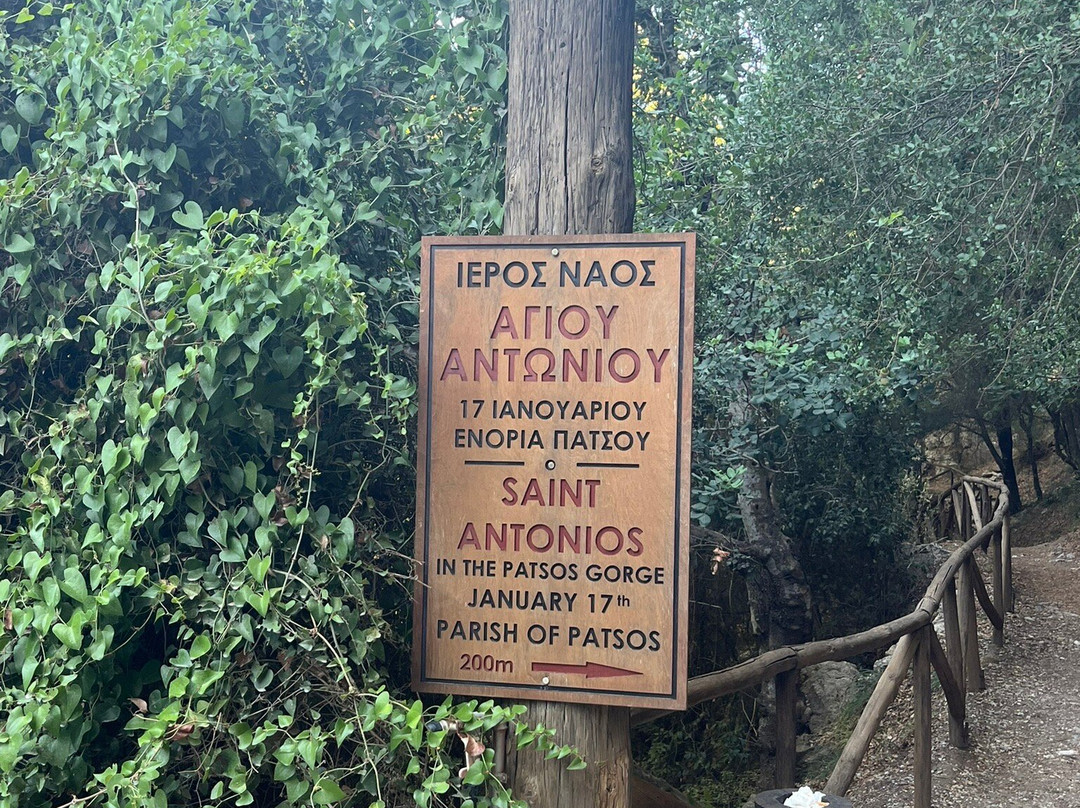 ΙΕΡΟΣ ΝΑΟΣ
ΑΓΙΟΥ
ΑΝΤΩΝΙΟΥ
17 ΙΑΝΟΥΑΡΙΟΥ
ΕΝΟΡΙΑ ΠΑΤΣΟΥ
SAINT
ANTONIOS
IN THE PATSOS GORGE
JANUARY 17th
PARISH OF PATSOS
200m